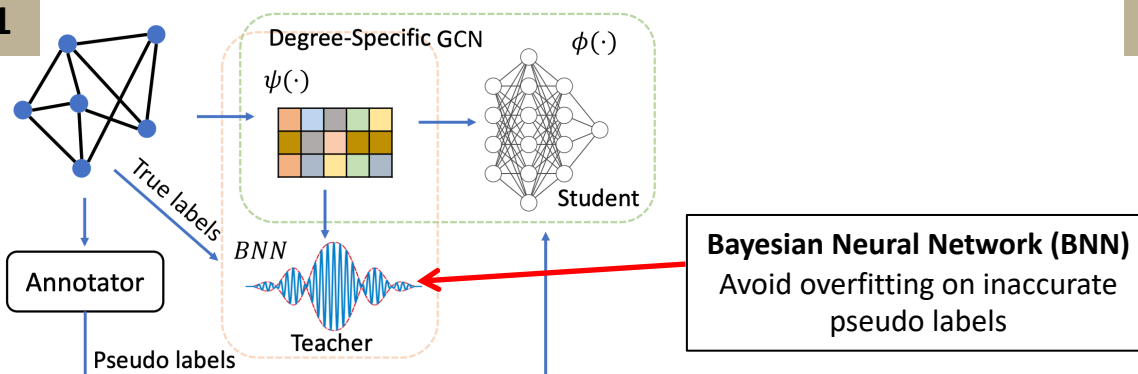 1
Degree-Specific GCN
ϕ(·)
ψ(·)
True labels
Student
BNN
Annotator
Teacher
Pseudo labels
Bayesian Neural Network (BNN)
Avoid overfitting on inaccurate
pseudo labels